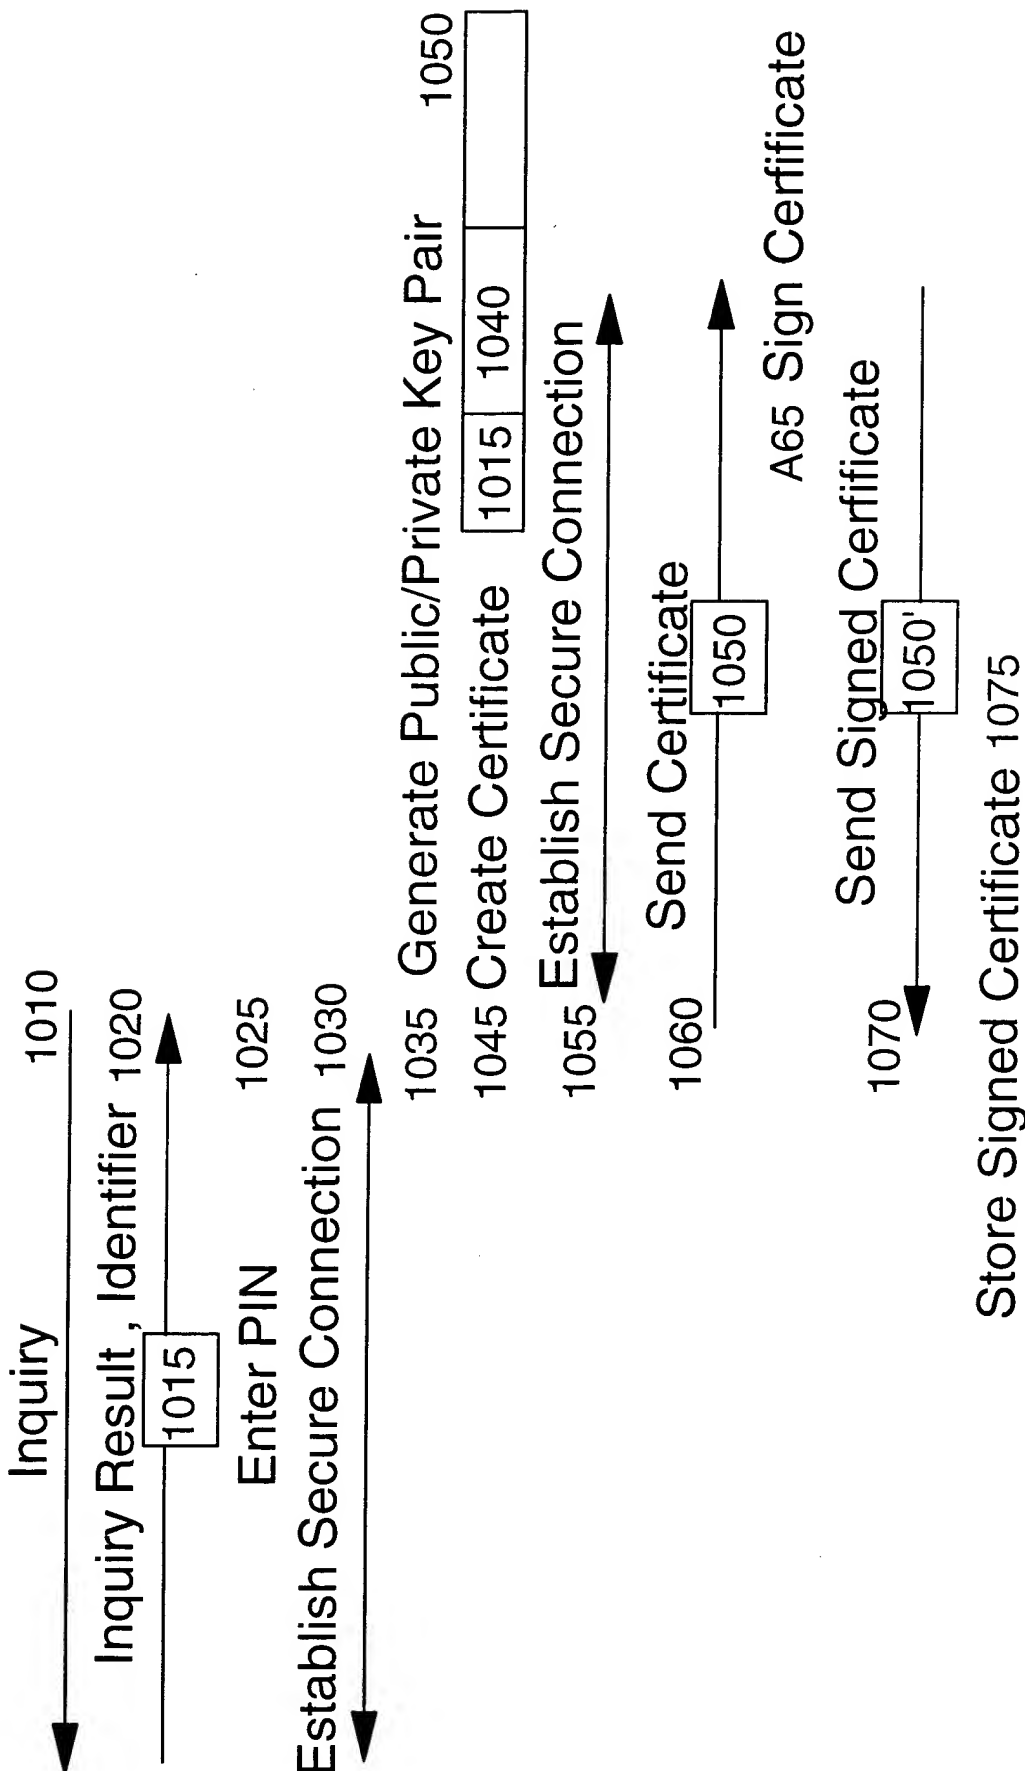 Inquiry 1010
Inquiry Result , Identifier 1020
1015
Enter PIN 1025
Establish Secure Connection 1030
1035 Generate Public/Private Key Pair 1050
1045 Create Certificate 1015 1040
1055 Establish Secure Connection
1060 Send Certificate
1050
A65 Sign Cerfificate
1070 Send Signed Cerfificate
1050'
Store Signed Certificate 1075